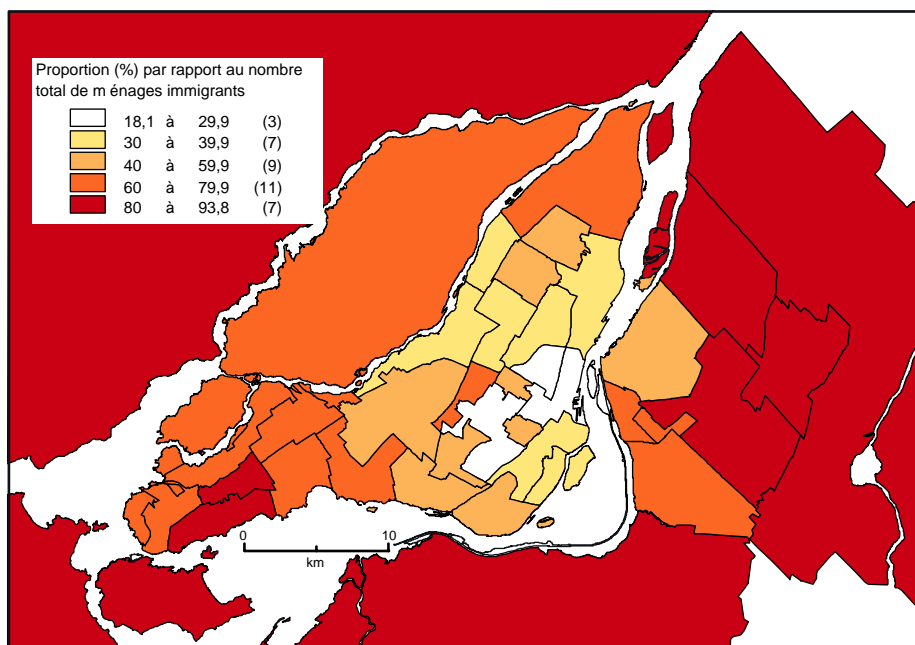 Proportion (%) par rapport au nombre
total de m énages immigrants
18,1 à 29,9 (3)
30 à 39,9 (7)
40 à 59,9 (9)
60 à 79,9 (11)
80 à 93,8 (7)
0 10
km